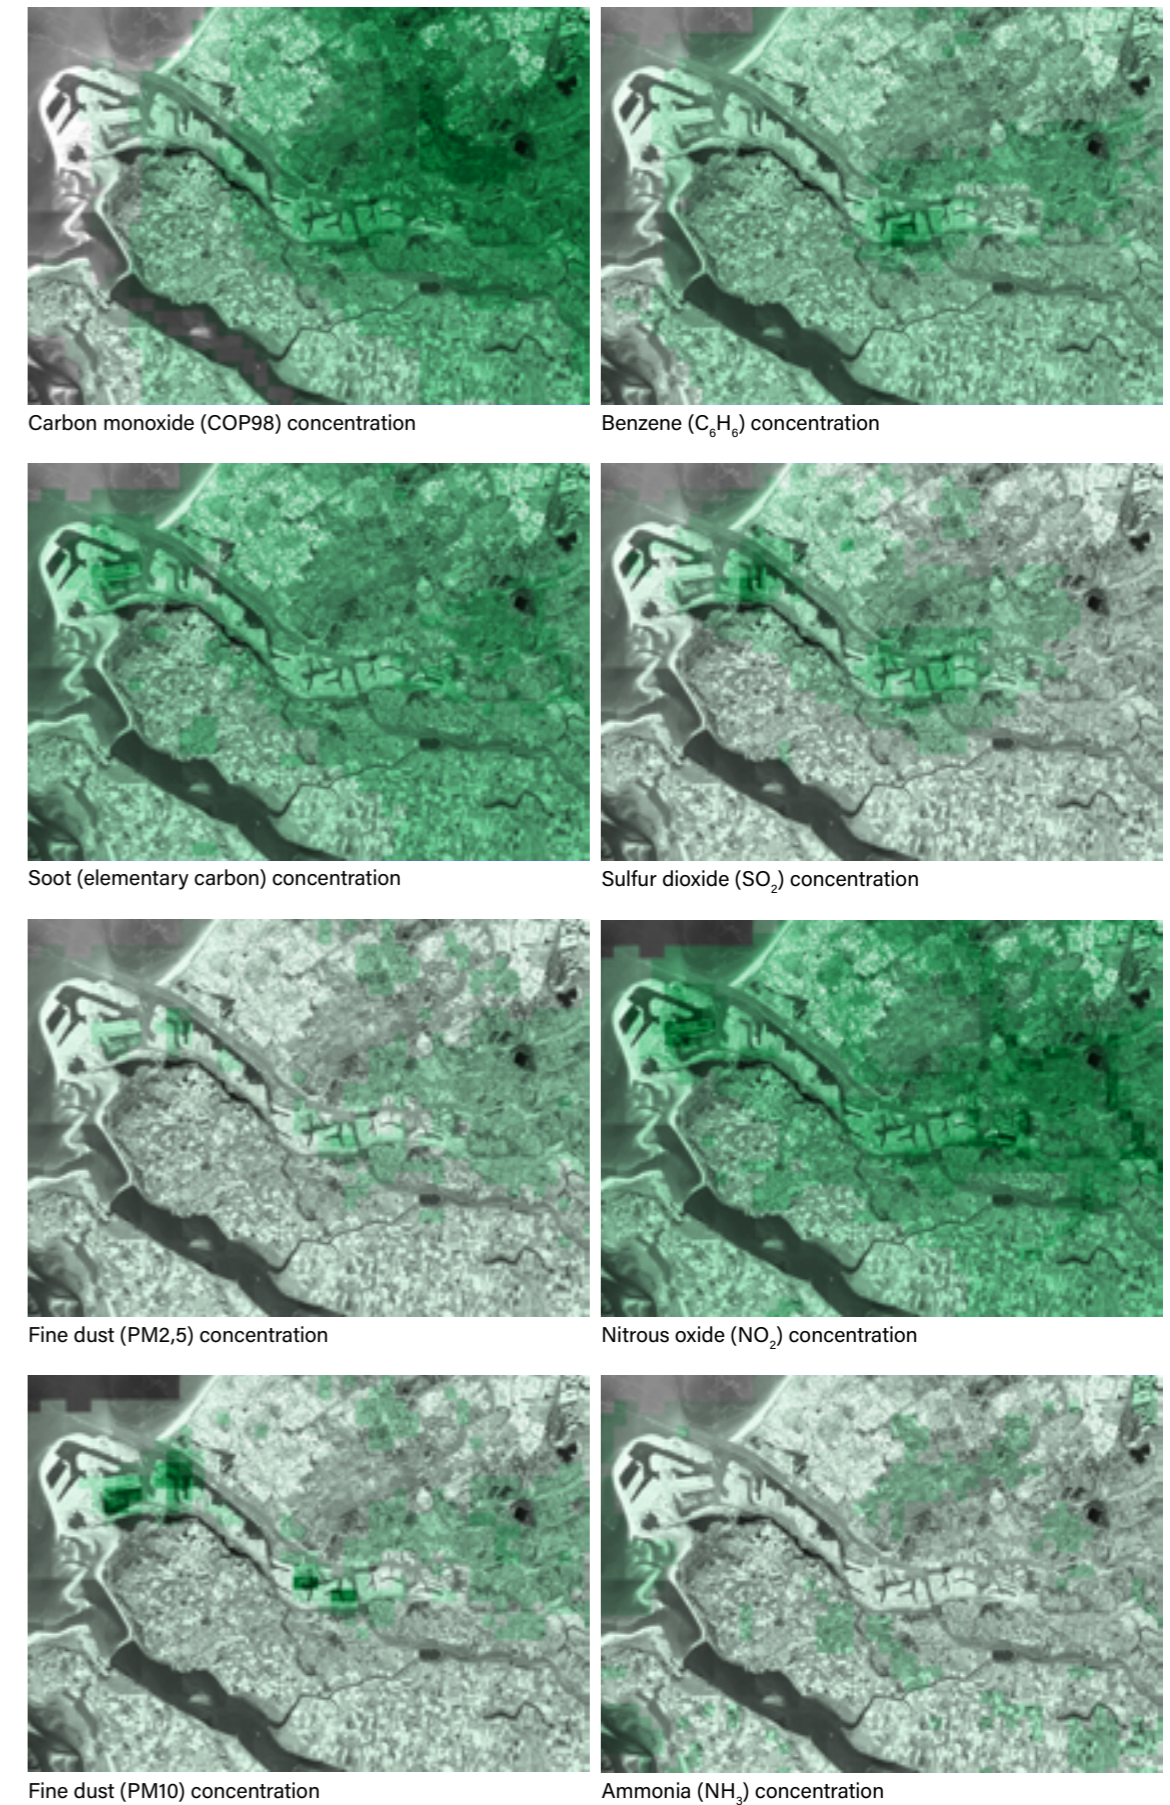 Carbon monoxide (COP98) concentration
Benzene (C₆H₆) concentration
Soot (elementary carbon) concentration
Sulfur dioxide (SO₂) concentration
Fine dust (PM2,5) concentration
Nitrous oxide (NO₂) concentration
Fine dust (PM10) concentration
Ammonia (NH₃) concentration